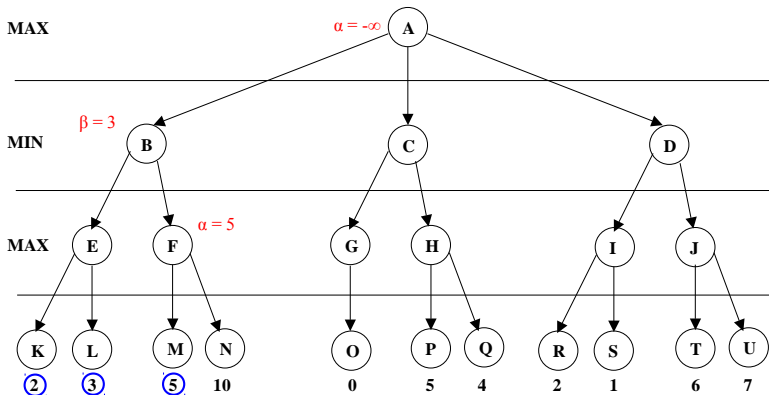 MAX α = -∞ A
β = 3
MIN B C D
α = 5
MAX E F G H I J
K L M N O P Q R S T U
2 3 5 10 0 5 4 2 1 6 7